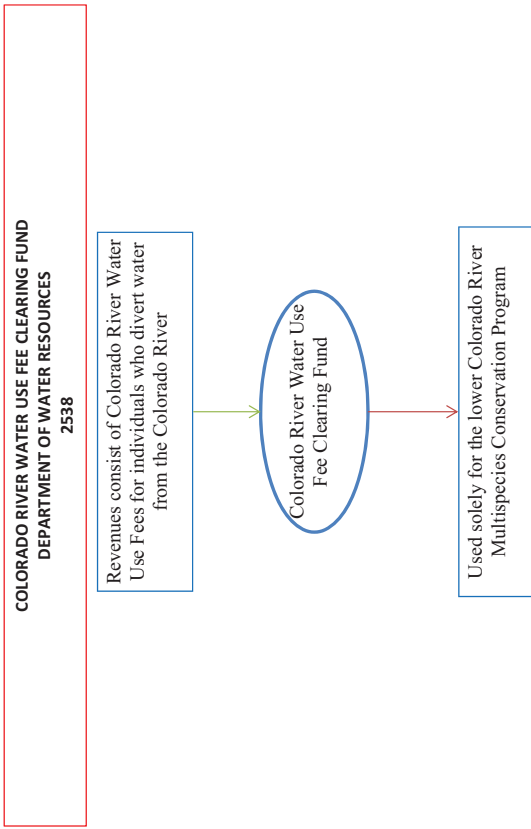 COLORADO RIVER WATER USE FEE CLEARING FUND
DEPARTMENT OF WATER RESOURCES
2538
Revenues consist of Colorado River Water
Use Fees for individuals who divert water
from the Colorado River
Colorado River Water Use
Fee Clearing Fund
Used solely for the lower Colorado River
Multispecies Conservation Program